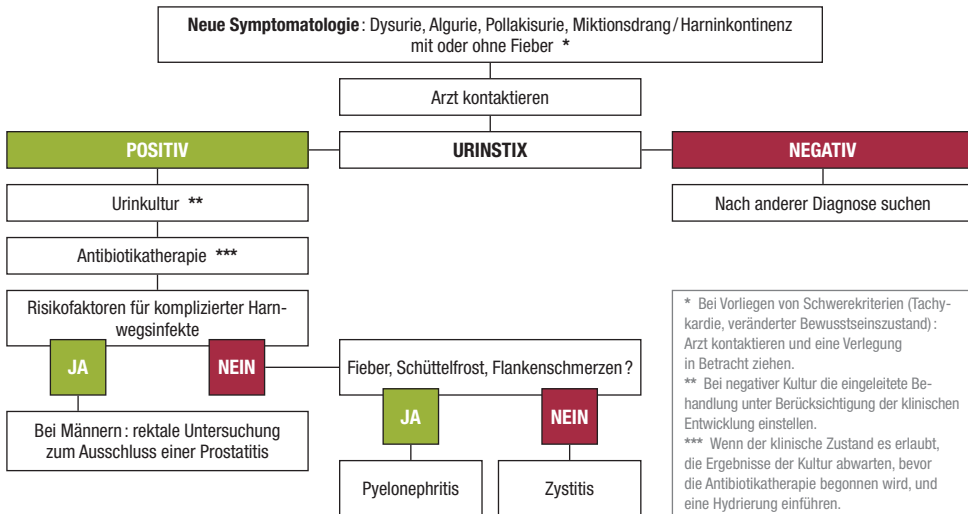 Neue Symptomatologie: Dysurie, Algurie, Pollakisurie, Miktionsdrang/Harninkontinenz
mit oder ohne Fieber *
Arzt kontaktieren
POSITIV
URINSTIX
NEGATIV
Urinkultur **
Nach anderer Diagnose suchen
Antibiotikatherapie ***
Risikofaktoren für komplizierter Harn-
wegsinfekte
JA
NEIN
Fieber, Schüttelfrost, Flankenschmerzen?
JA
NEIN
Bei Männern: rektale Untersuchung
zum Ausschluss einer Prostatitis
Pyelonephritis
Zystitis
* Bei Vorliegen von Schwerekriterien (Tachy-
kardie, veränderter Bewusstseinszustand):
Arzt kontaktieren und eine Verlegung
in Betracht ziehen.
** Bei negativer Kultur die eingeleitete Be-
handlung unter Berücksichtigung der klinischen
Entwicklung einstellen.
*** Wenn der klinische Zustand es erlaubt,
die Ergebnisse der Kultur abwarten, bevor
die Antibiotikatherapie begonnen wird, und
eine Hydrierung einführen.